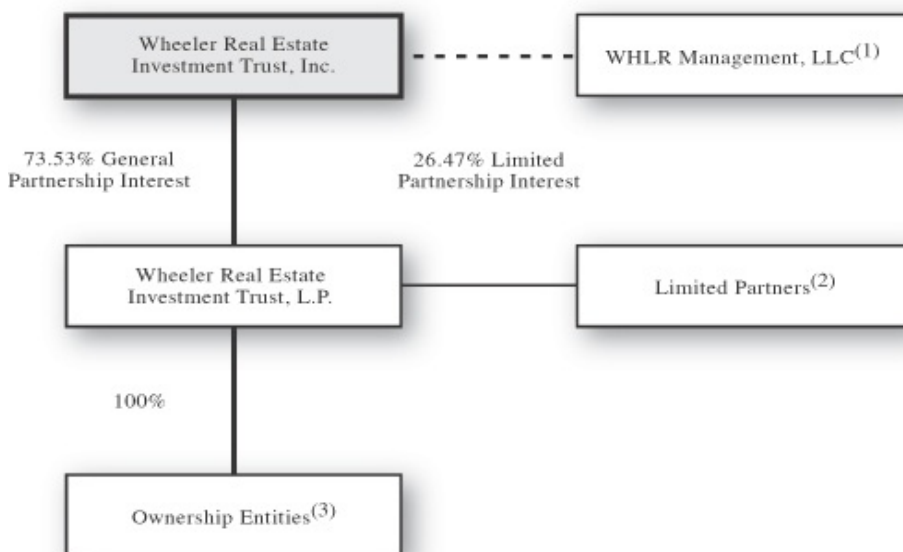 Wheeler Real Estate
Investment Trust, Inc.
WHLR Management, LLC(1)
73.53% General
Partnership Interest
26.47% Limited
Partnership Interest
Wheeler Real Estate
Investment Trust, L.P.
Limited Partners(2)
100%
Ownership Entities(3)